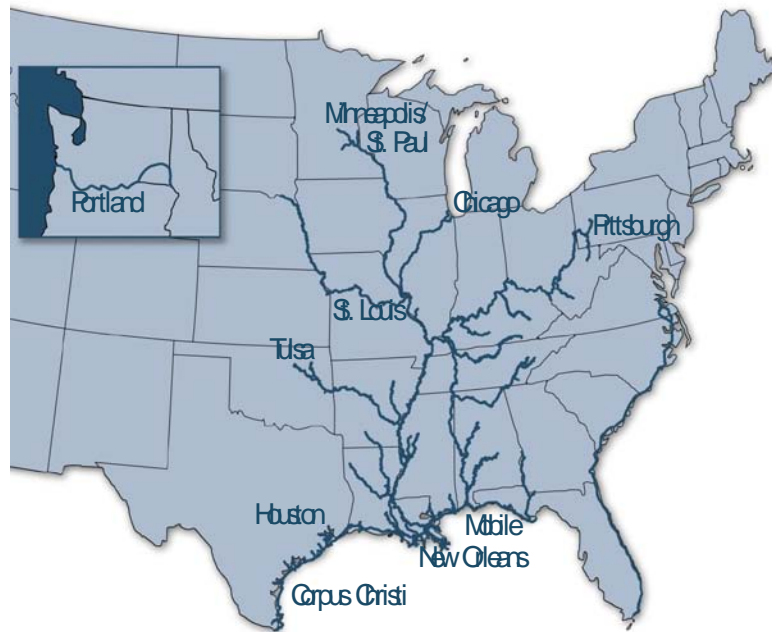 Minneapolis/
St. Paul
Portland
Chicago
Pittsburgh
St. Louis
Tulsa
Houston
Mobile
New Orleans
Corpus Christi